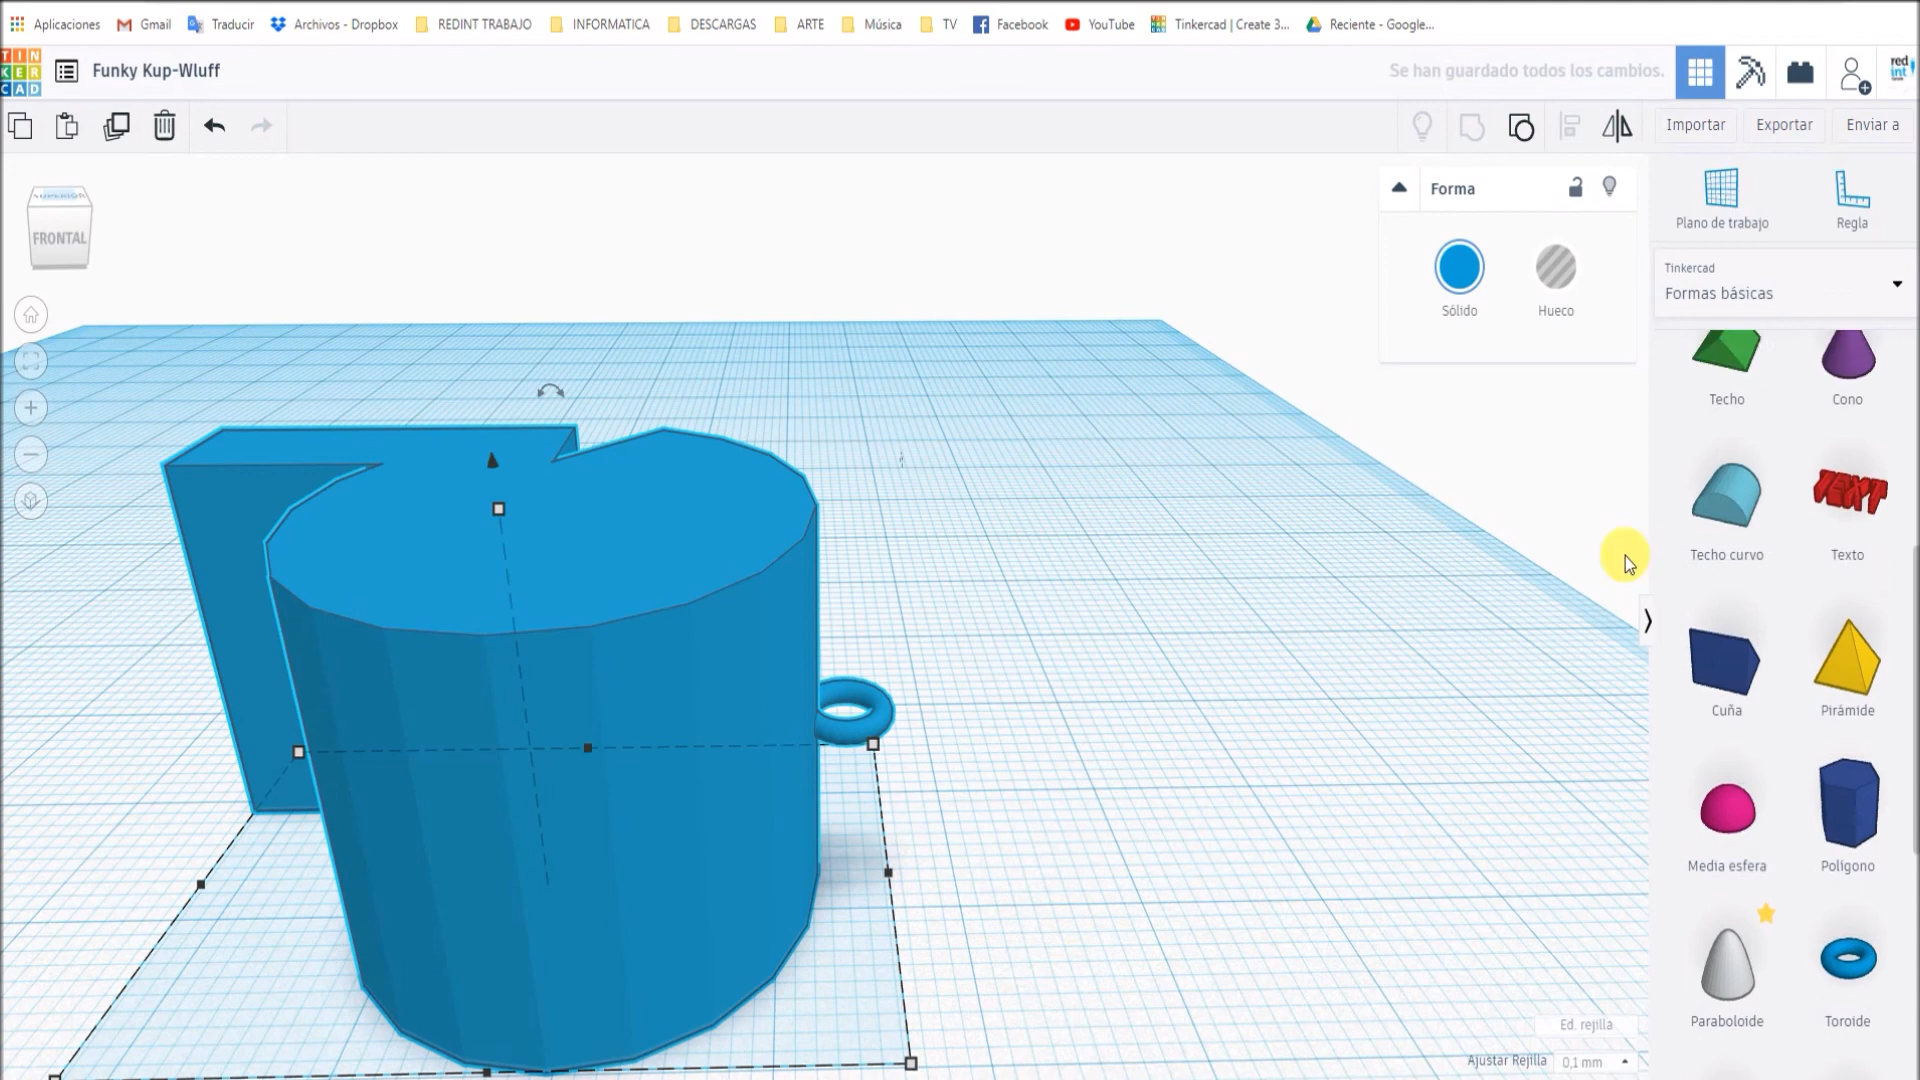 Aplicaciones Gmail Traducir Archivos - Dropbox REDINT TRABAJO INFORMATICA DESCARGAS ARTE Música TV Facebook YouTube Tinkercad | Create 3... Reciente - Google...
TIN
KER
CAD
Funky Kup-Wluff
Se han guardado todos los cambios.
red
int
Importar
Exportar
Enviar a
SUPERIOR
FRONTAL
Forma
Sólido
Hueco
Plano de trabajo
Regla
Tinkercad
Formas básicas
Techo
Cono
TEXT
Techo curvo
Texto
Cuña
Pirámide
Media esfera
Polígono
Paraboloide
Toroide
Ed. rejilla
Ajustar Rejilla 0,1 mm